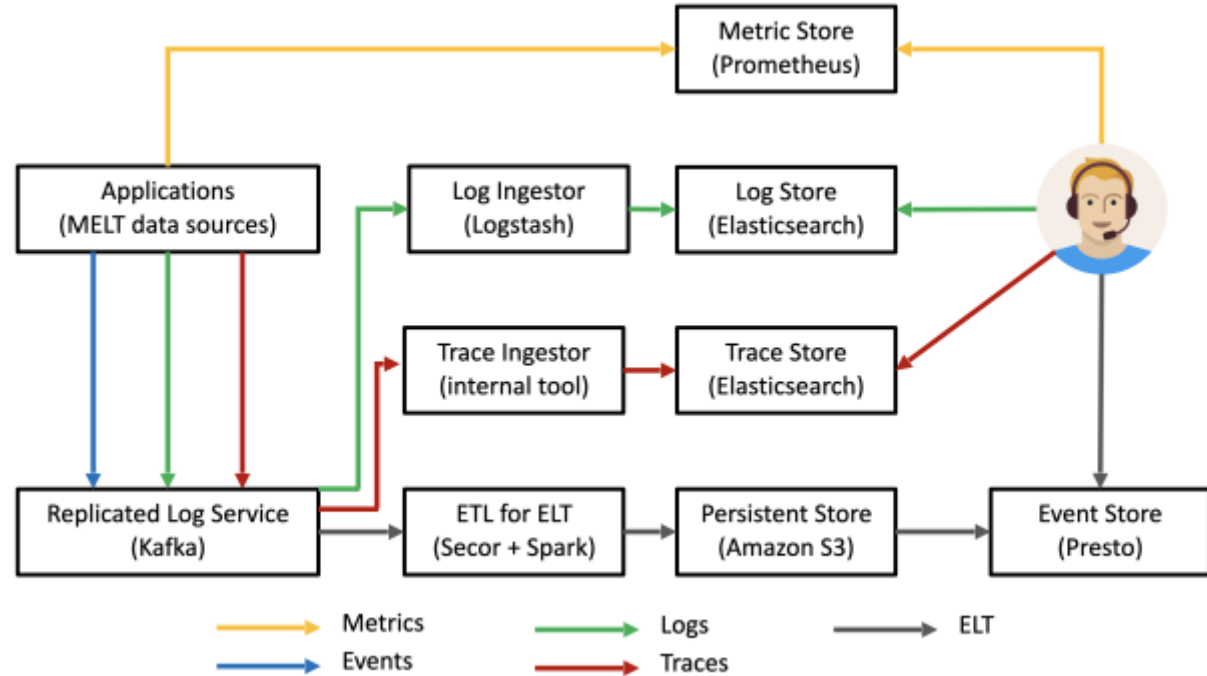 Metric Store
(Prometheus)
Applications
(MELT data sources)
Log Ingestor
(Logstash)
Log Store
(Elasticsearch)
Trace Ingestor
(internal tool)
Trace Store
(Elasticsearch)
Replicated Log Service
(Kafka)
ETL for ELT
(Secor + Spark)
Persistent Store
(Amazon S3)
Event Store
(Presto)
Metrics
Logs
ELT
Events
Traces